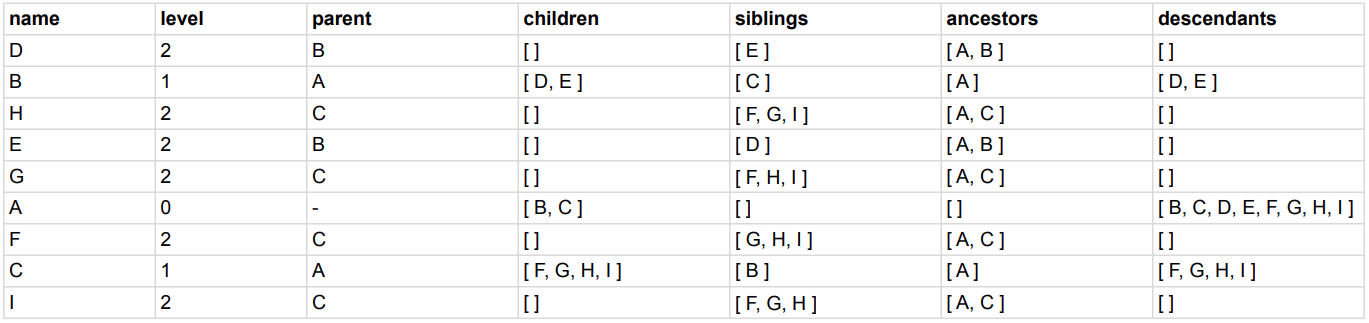 name level parent children siblings ancestors descendants
D 2 B [ ] [ E ] [ A, B ] [ ]
B 1 A [ D, E ] [ C ] [ A ] [ D, E ]
H 2 C [ ] [ F, G, I ] [ A, C ] [ ]
E 2 B [ ] [ D ] [ A, B ] [ ]
G 2 C [ ] [ F, H, I ] [ A, C ] [ ]
A 0 - [ B, C ] [ ] [ ] [ B, C, D, E, F, G, H, I ]
F 2 C [ ] [ G, H, I ] [ A, C ] [ ]
C 1 A [ F, G, H, I ] [ B ] [ A ] [ F, G, H, I ]
I 2 C [ ] [ F, G, H ] [ A, C ] [ ]